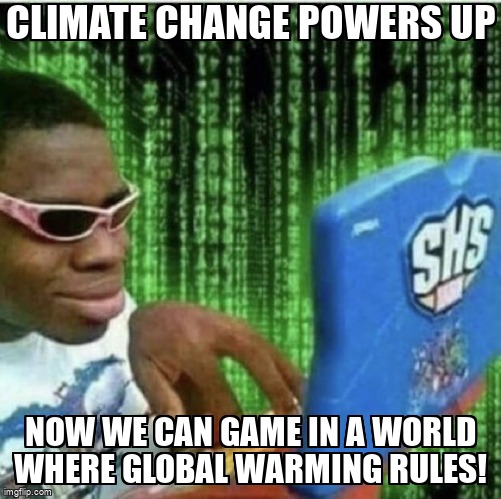 CLIMATE CHANGE POWERS UP
SHS
NOW WE CAN GAME IN A WORLD
WHERE GLOBAL WARMING RULES!
imgflip.com